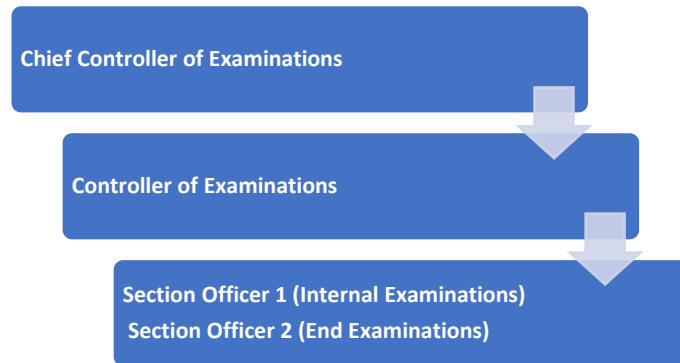 Chief Controller of Examinations
Controller of Examinations
Section Officer 1 (Internal Examinations)
Section Officer 2 (End Examinations)